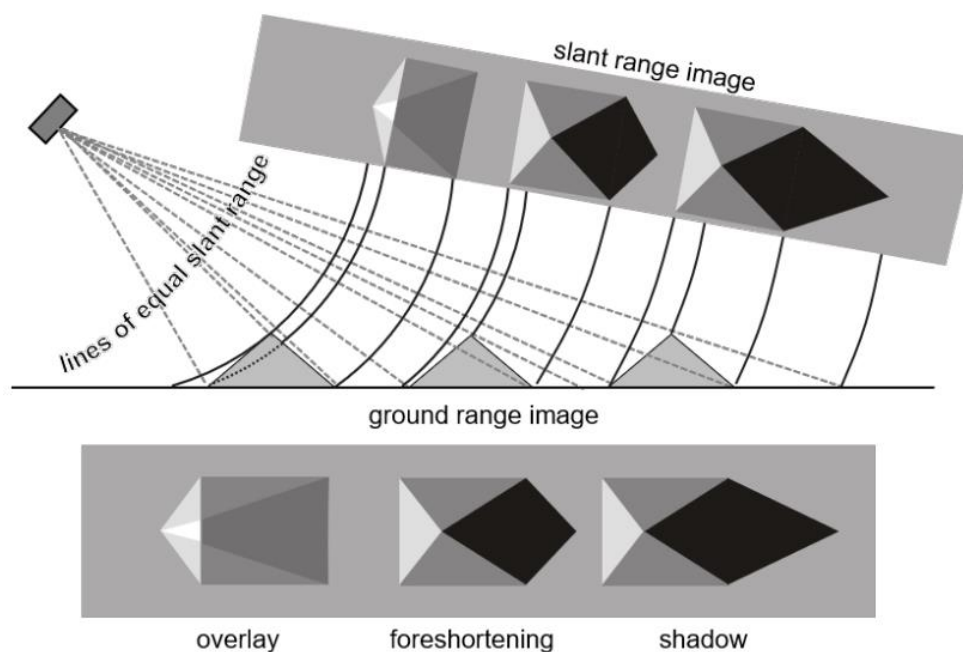 slant range image
lines of equal slant range
ground range image
overlay
foreshortening
shadow